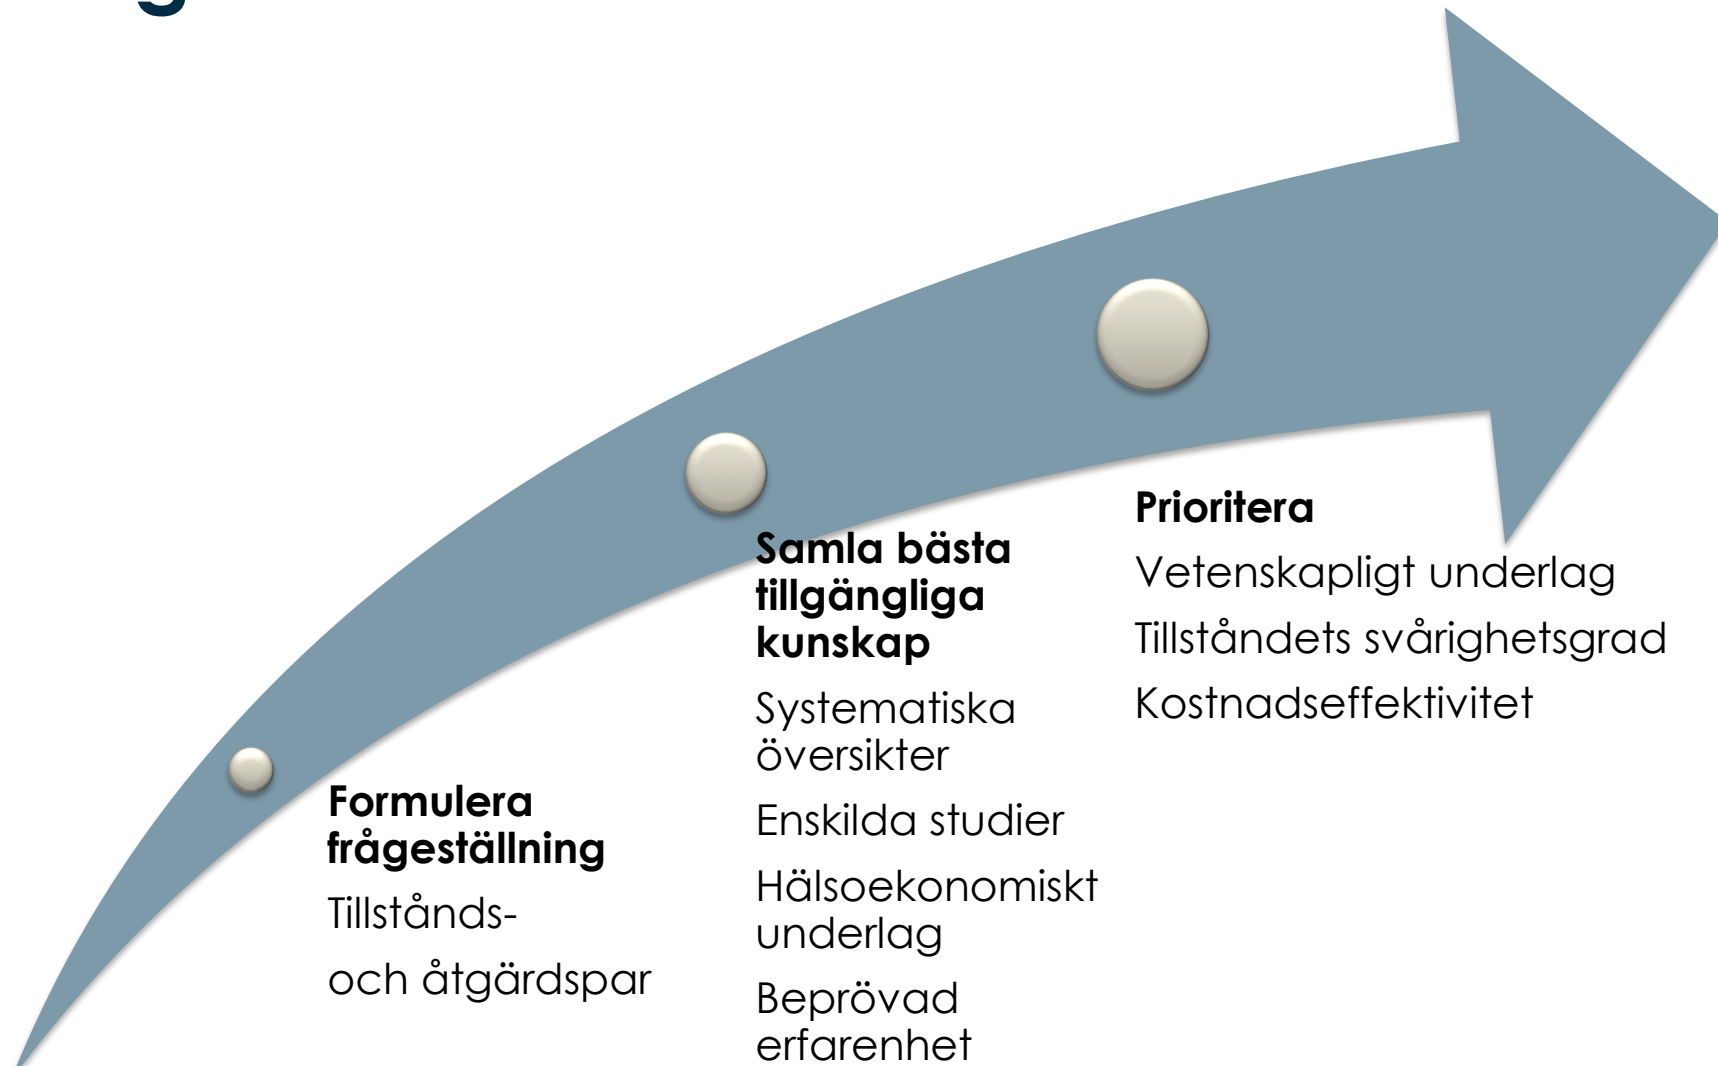 Formulera
frågeställning
Tillstånds-
och åtgärdspar
Samla bästa
tillgängliga
kunskap
Systematiska
översikter
Enskilda studier
Hälsoekonomiskt
underlag
Beprövad
erfarenhet
Prioritera
Vetenskapligt underlag
Tillståndets svårighetsgrad
Kostnadseffektivitet